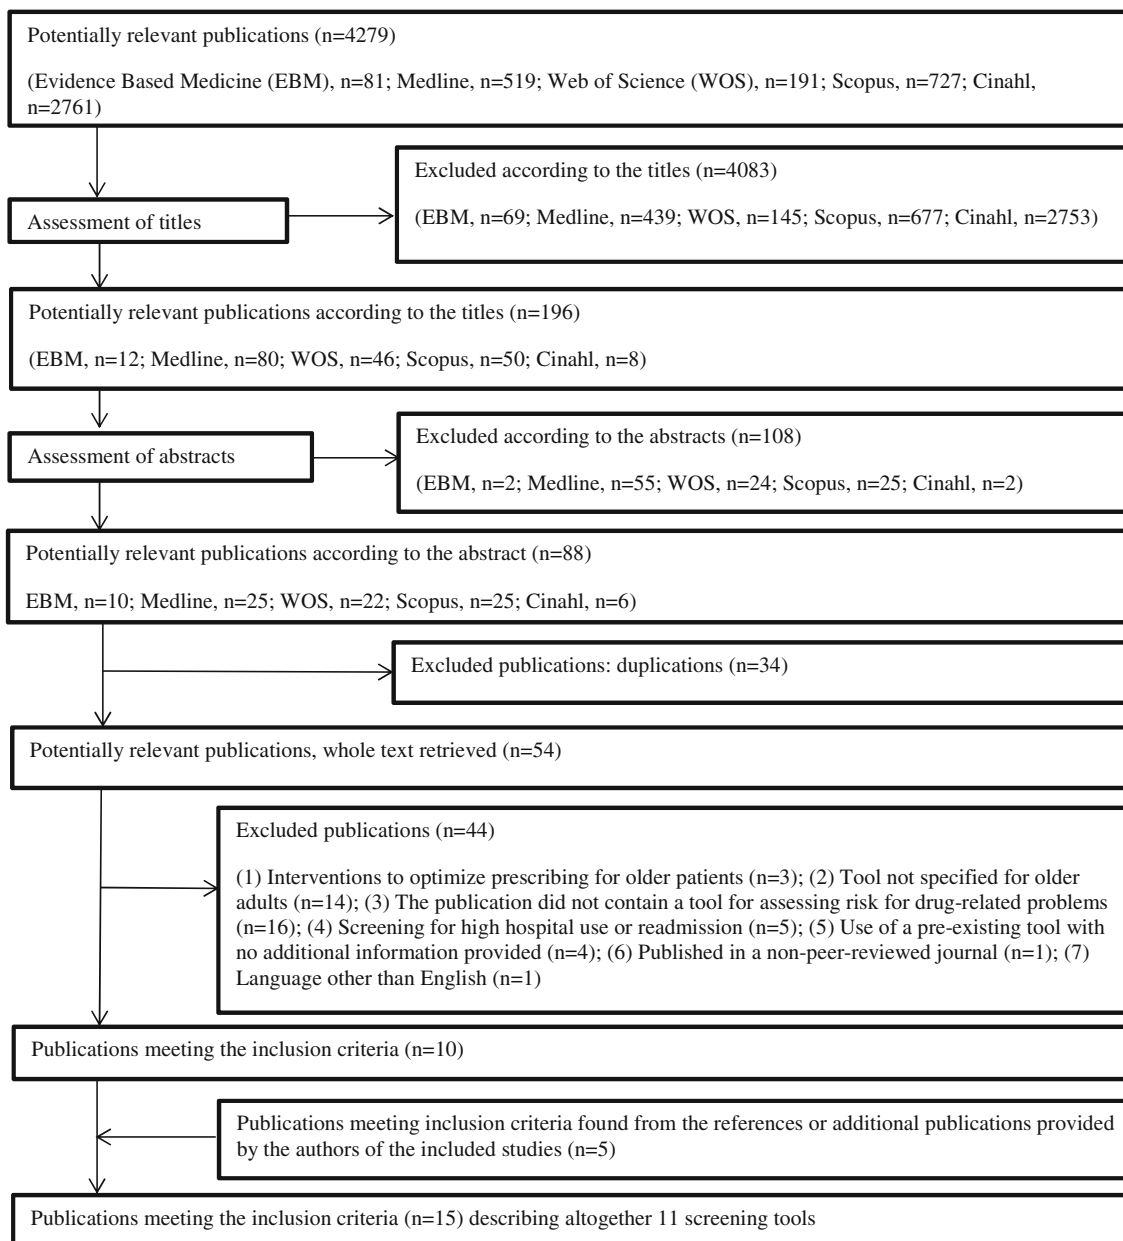 Potentially relevant publications (n=4279)
(Evidence Based Medicine (EBM), n=81; Medline, n=519; Web of Science (WOS), n=191; Scopus, n=727; Cinahl,
n=2761)
Excluded according to the titles (n=4083)
(EBM, n=69; Medline, n=439; WOS, n=145; Scopus, n=677; Cinahl, n=2753)
Assessment of titles
Potentially relevant publications according to the titles (n=196)
(EBM, n=12; Medline, n=80; WOS, n=46; Scopus, n=50; Cinahl, n=8)
Excluded according to the abstracts (n=108)
(EBM, n=2; Medline, n=55; WOS, n=24; Scopus, n=25; Cinahl, n=2)
Assessment of abstracts
Potentially relevant publications according to the abstract (n=88)
EBM, n=10; Medline, n=25; WOS, n=22; Scopus, n=25; Cinahl, n=6)
Excluded publications: duplications (n=34)
Potentially relevant publications, whole text retrieved (n=54)
Excluded publications (n=44)
(1) Interventions to optimize prescribing for older patients (n=3); (2) Tool not specified for older
adults (n=14); (3) The publication did not contain a tool for assessing risk for drug-related problems
(n=16); (4) Screening for high hospital use or readmission (n=5); (5) Use of a pre-existing tool with
no additional information provided (n=4); (6) Published in a non-peer-reviewed journal (n=1); (7)
Language other than English (n=1)
Publications meeting the inclusion criteria (n=10)
Publications meeting inclusion criteria found from the references or additional publications provided
by the authors of the included studies (n=5)
Publications meeting the inclusion criteria (n=15) describing altogether 11 screening tools